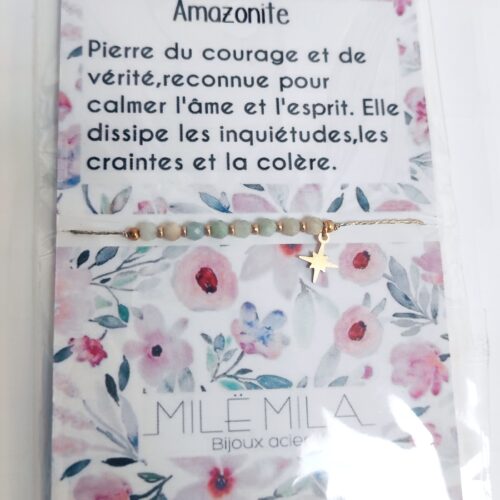 Amazonite
Pierre du courage et de
vérité,reconnue pour
calmer l'âme et l'esprit. Elle
dissipe les inquiétudes,les
craintes et la colère.
MILË MILA
Bijoux acier